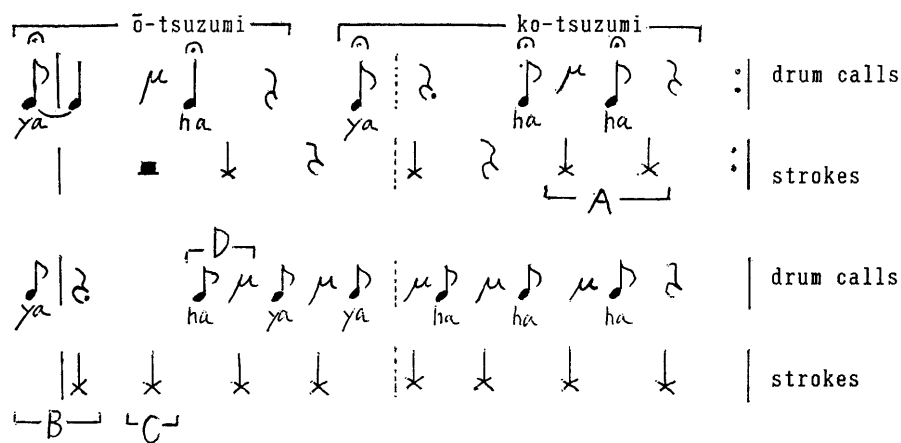 ō-tsuzumi ko-tsuzumi
drum calls
ya ha ya ha ha
strokes
A
D
drum calls
ya ha ya ya ha ha ha
strokes
B C